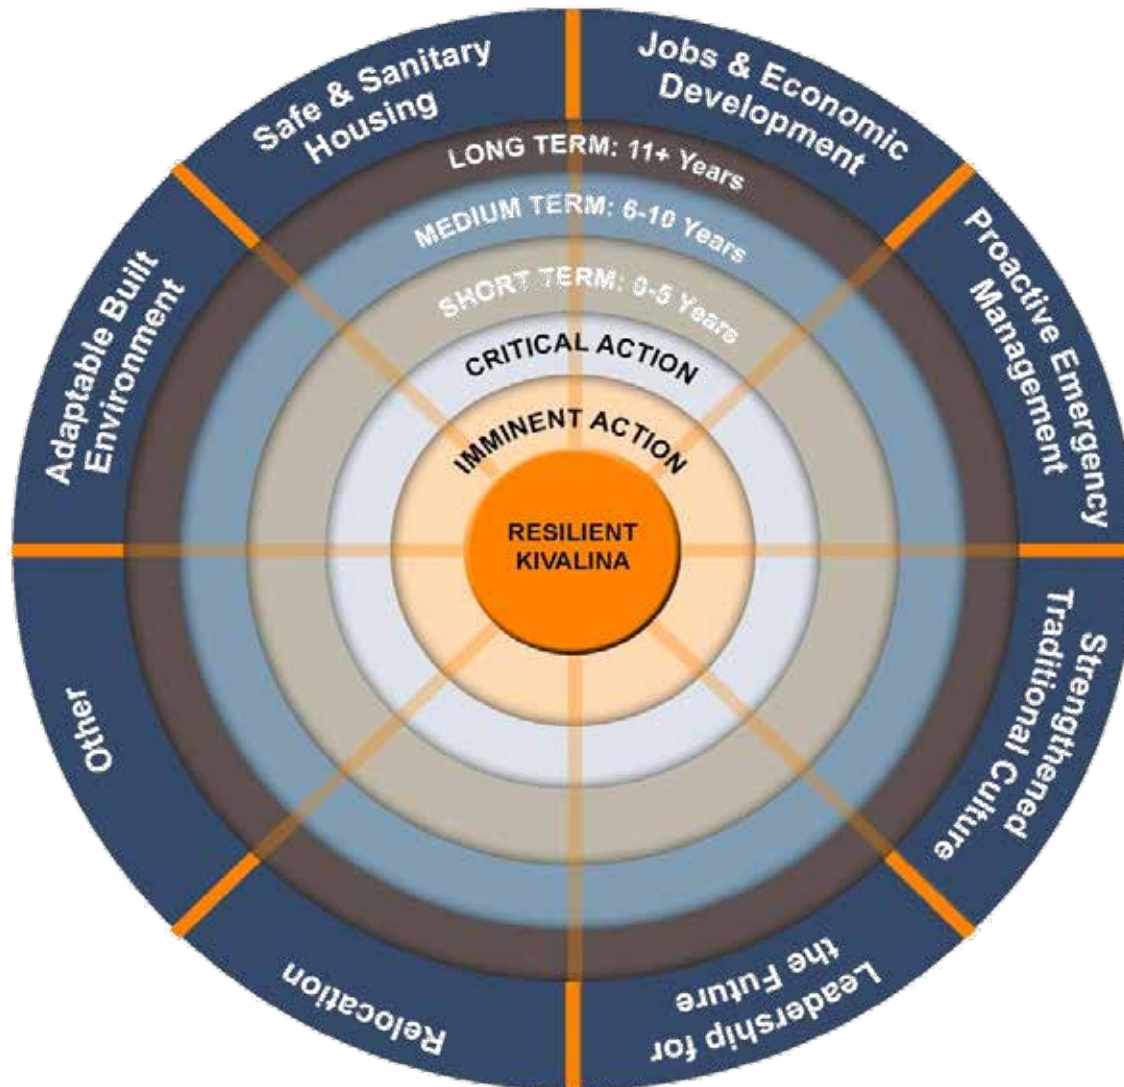 Safe & Sanitary
Housing
Jobs & Economic
Development
Proactive Emergency
Management
Strengthened
Traditional Culture
Leadership for
the Future
Relocation
Other
Adaptable Built
Environment
LONG TERM: 11+ Years
MEDIUM TERM: 6-10 Years
SHORT TERM: 0-5 Years
CRITICAL ACTION
IMMINENT ACTION
RESILIENT
KIVALINA